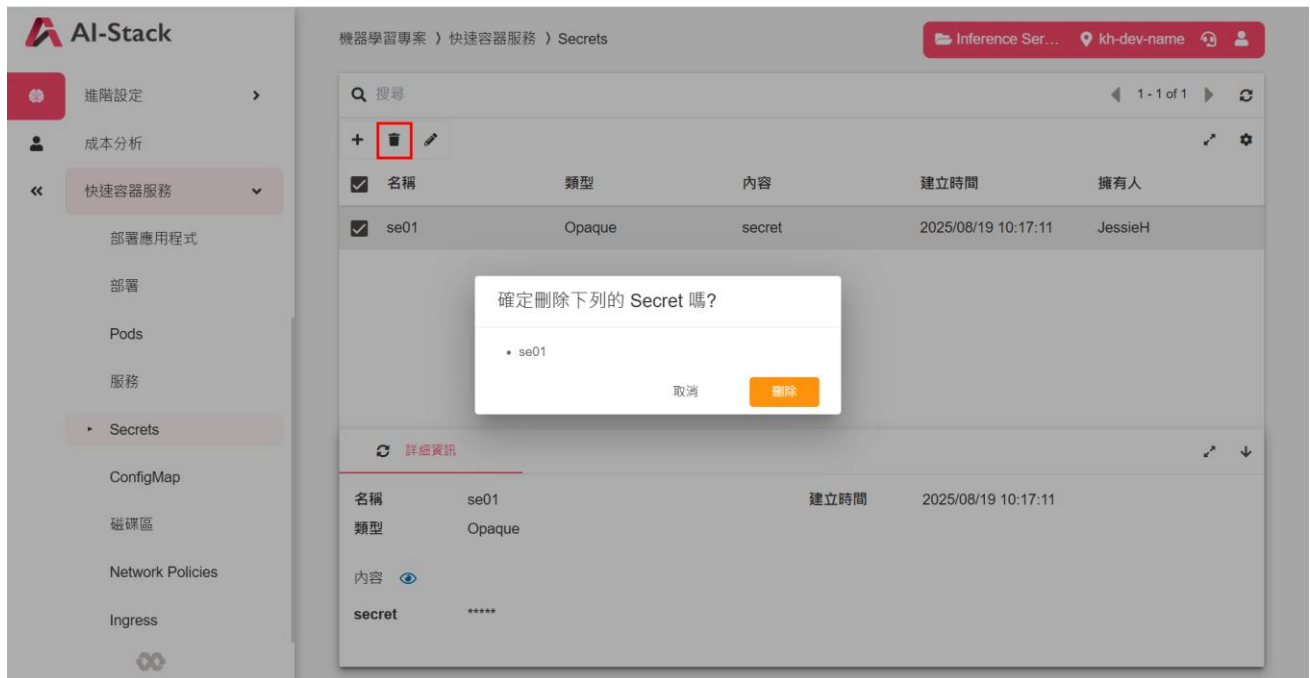 AI-Stack
機器學習專案 ⟩ 快速容器服務 ⟩ Secrets
Inference Ser... kh-dev-name
進階設定
成本分析
快速容器服務
部署應用程式
部署
Pods
服務
Secrets
ConfigMap
磁碟區
Network Policies
Ingress
搜尋
1 - 1 of 1
名稱 類型 內容 建立時間 擁有人
se01 Opaque secret 2025/08/19 10:17:11 JessieH
確定刪除下列的 Secret 嗎?
• se01
取消 刪除
詳細資訊
名稱 se01 建立時間 2025/08/19 10:17:11
類型 Opaque
內容
secret *****